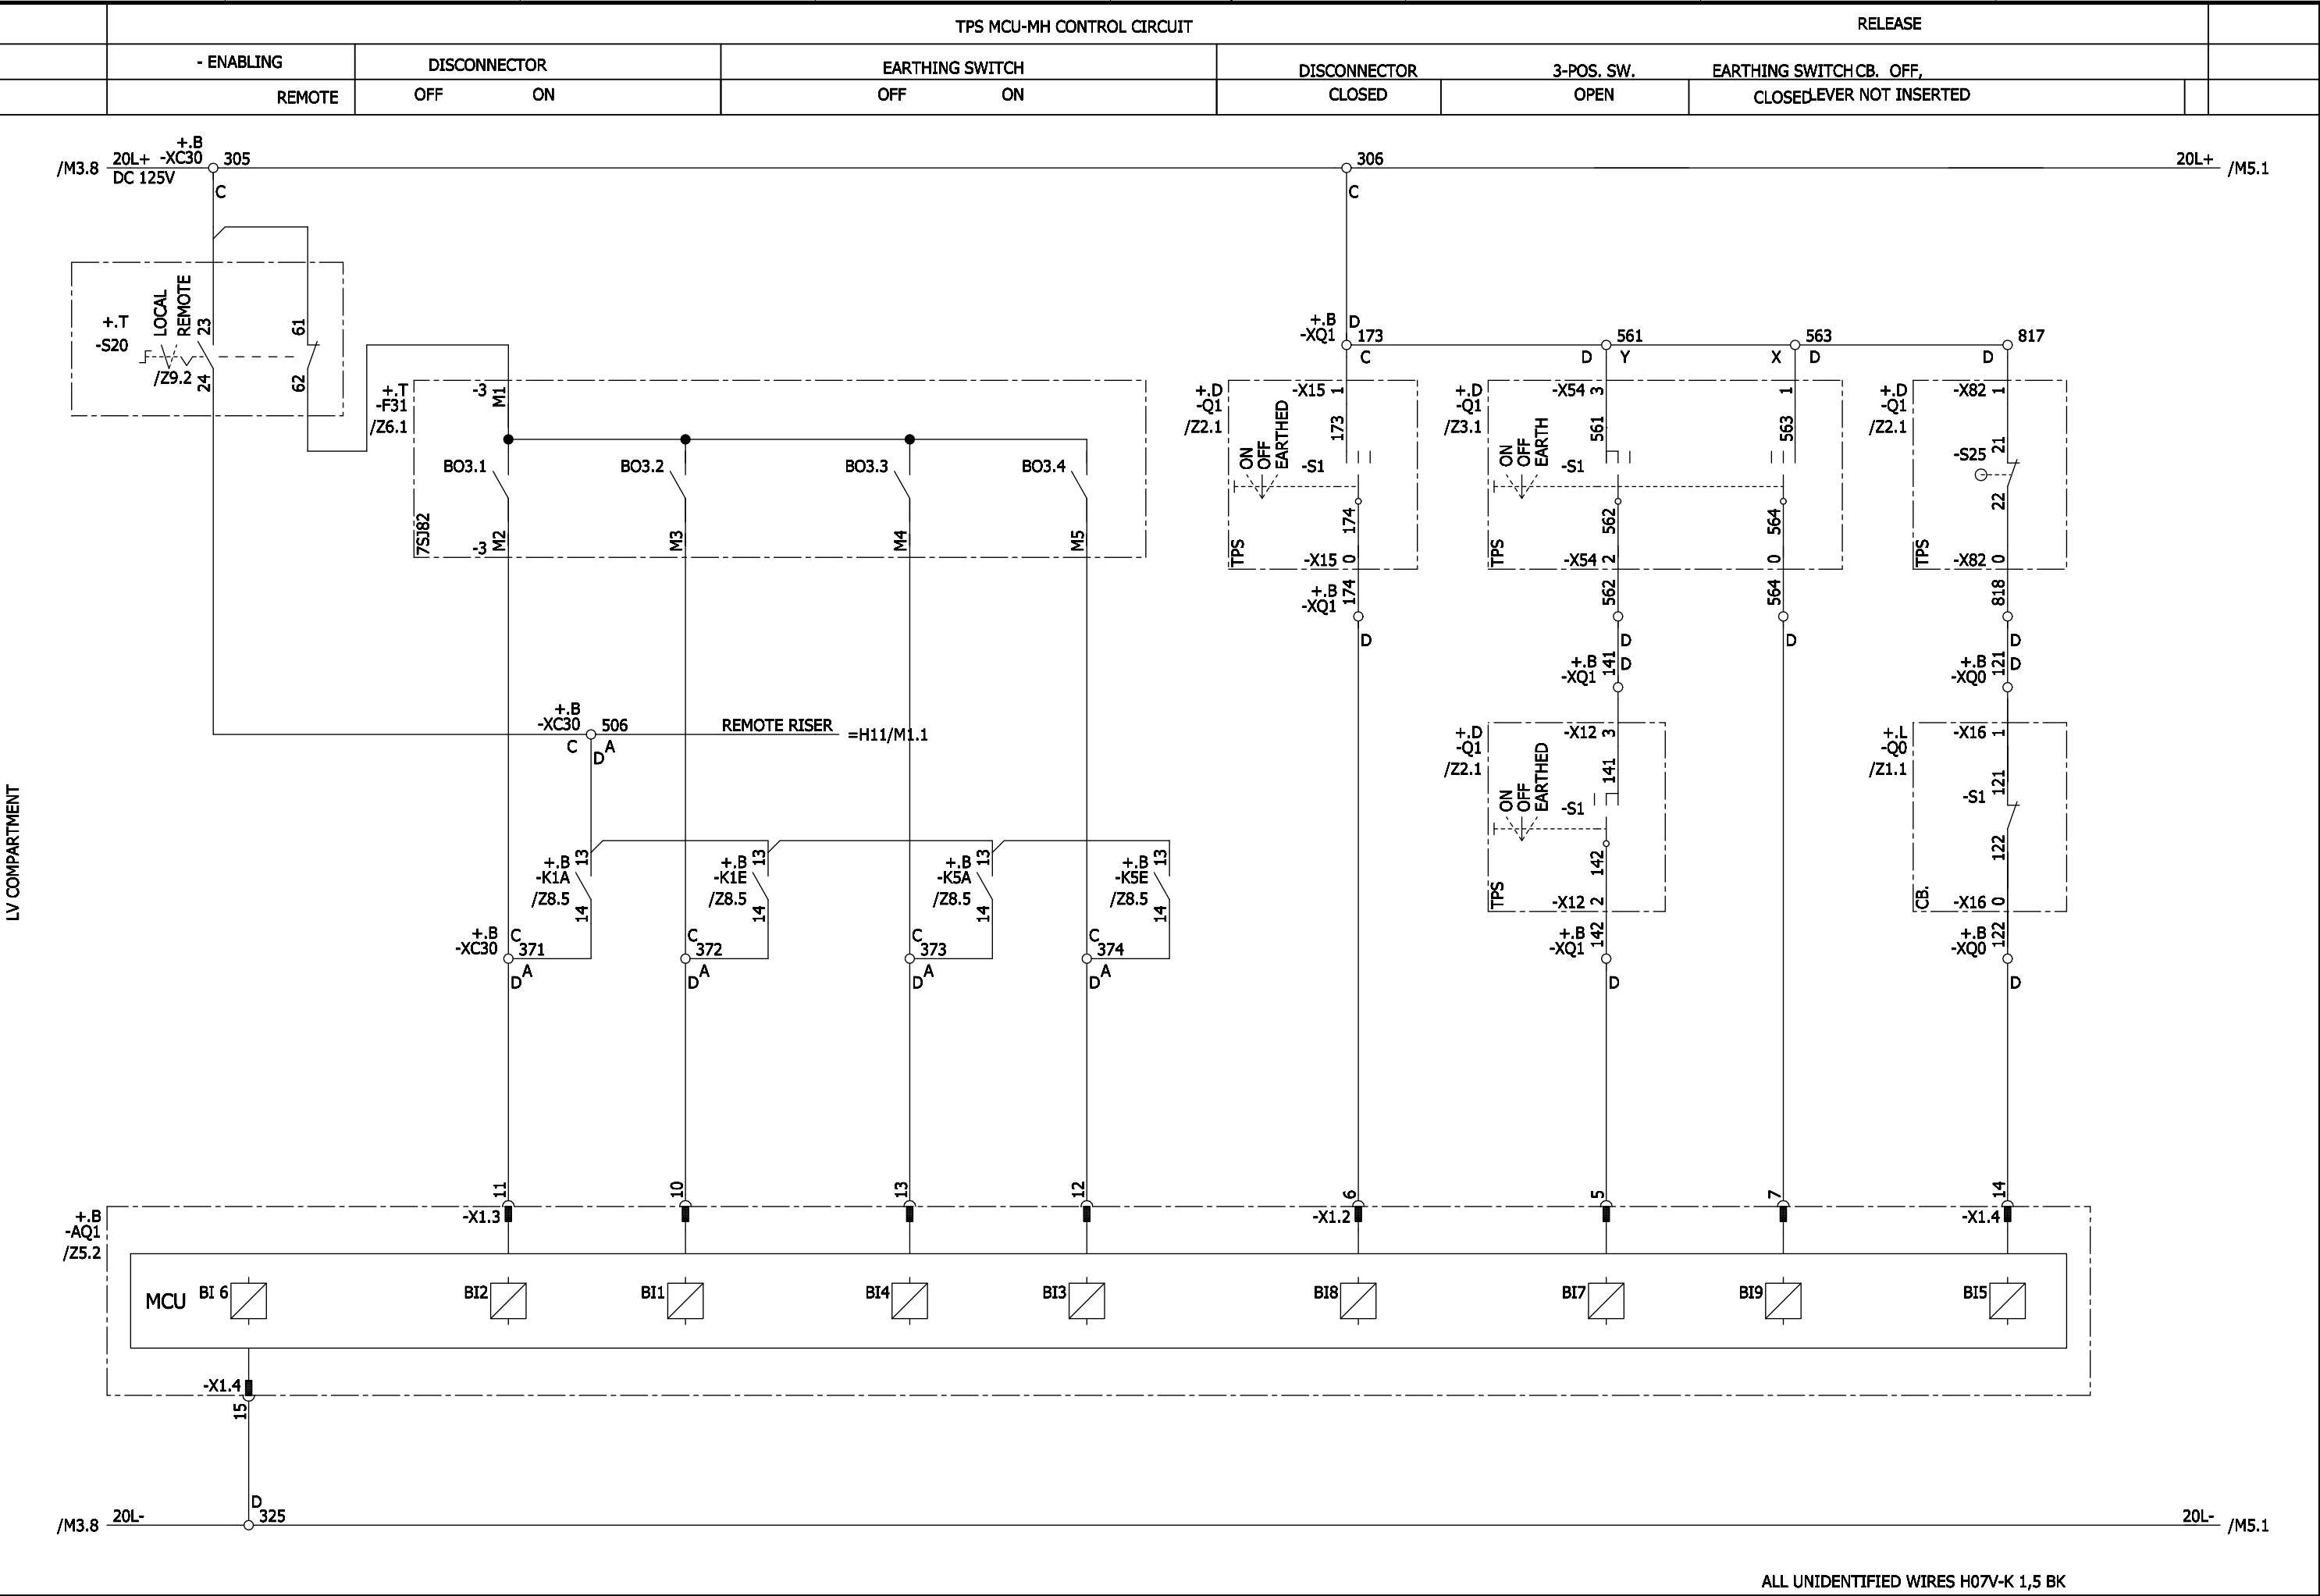 TPS MCU-MH CONTROL CIRCUIT RELEASE
- ENABLING DISCONNECTOR EARTHING SWITCH DISCONNECTOR 3-POS. SW. EARTHING SWITCH CB. OFF,
REMOTE OFF ON OFF ON CLOSED OPEN CLOSED LEVER NOT INSERTED
/M3.8 20L+ +.B -XC30 305 306 20L+ /M5.1
DC 125V
C C
+.T
-S20
LOCAL
REMOTE
/Z9.2
23
24
61
62
+.T
-F31
/Z6.1
-3 M1
BO3.1 BO3.2 BO3.3 BO3.4
7SJ82
-3 M2 M3 M4 M5
+.B D
-XQ1 173 561 563 817
C D Y X D D
+.D
-Q1
/Z2.1
-X15 1
173
ON
OFF
EARTHED
-S1
174
TPS
-X15 0
+.B
-XQ1
174
D
+.D
-Q1
/Z3.1
-X54 3
561
1
563
ON
OFF
EARTH
-S1
562
564
TPS
-X54 2
0
562
564
D
D
+.B
-XQ1
141
D
+.D
-Q1
/Z2.1
-X12 3
141
ON
OFF
EARTHED
-S1
142
TPS
-X12 2
+.B
-XQ1
142
D
+.D
-Q1
/Z2.1
-X82 1
21
-S25
22
TPS
-X82 0
818
D
+.B
-XQ0
121
D
+.L
-Q0
/Z1.1
-X16 1
121
-S1
122
CB.
-X16 0
+.B
-XQ0
122
D
+.B
-XC30 506
C A
D
REMOTE RISER =H11/M1.1
LV COMPARTMENT
+.B
-K1A
/Z8.5
13
14
+.B
-K1E
/Z8.5
13
14
+.B
-K5A
/Z8.5
13
14
+.B
-K5E
/Z8.5
13
14
+.B
-XC30
C C C C
371 372 373 374
A A A A
D D D D
11 10 13 12 6 5 7 14
+.B
-AQ1
/Z5.2
-X1.3 -X1.2 -X1.4
MCU BI 6 BI2 BI1 BI4 BI3 BI8 BI7 BI9 BI5
-X1.4
15
D
/M3.8 20L- 325 20L- /M5.1
ALL UNIDENTIFIED WIRES H07V-K 1,5 BK